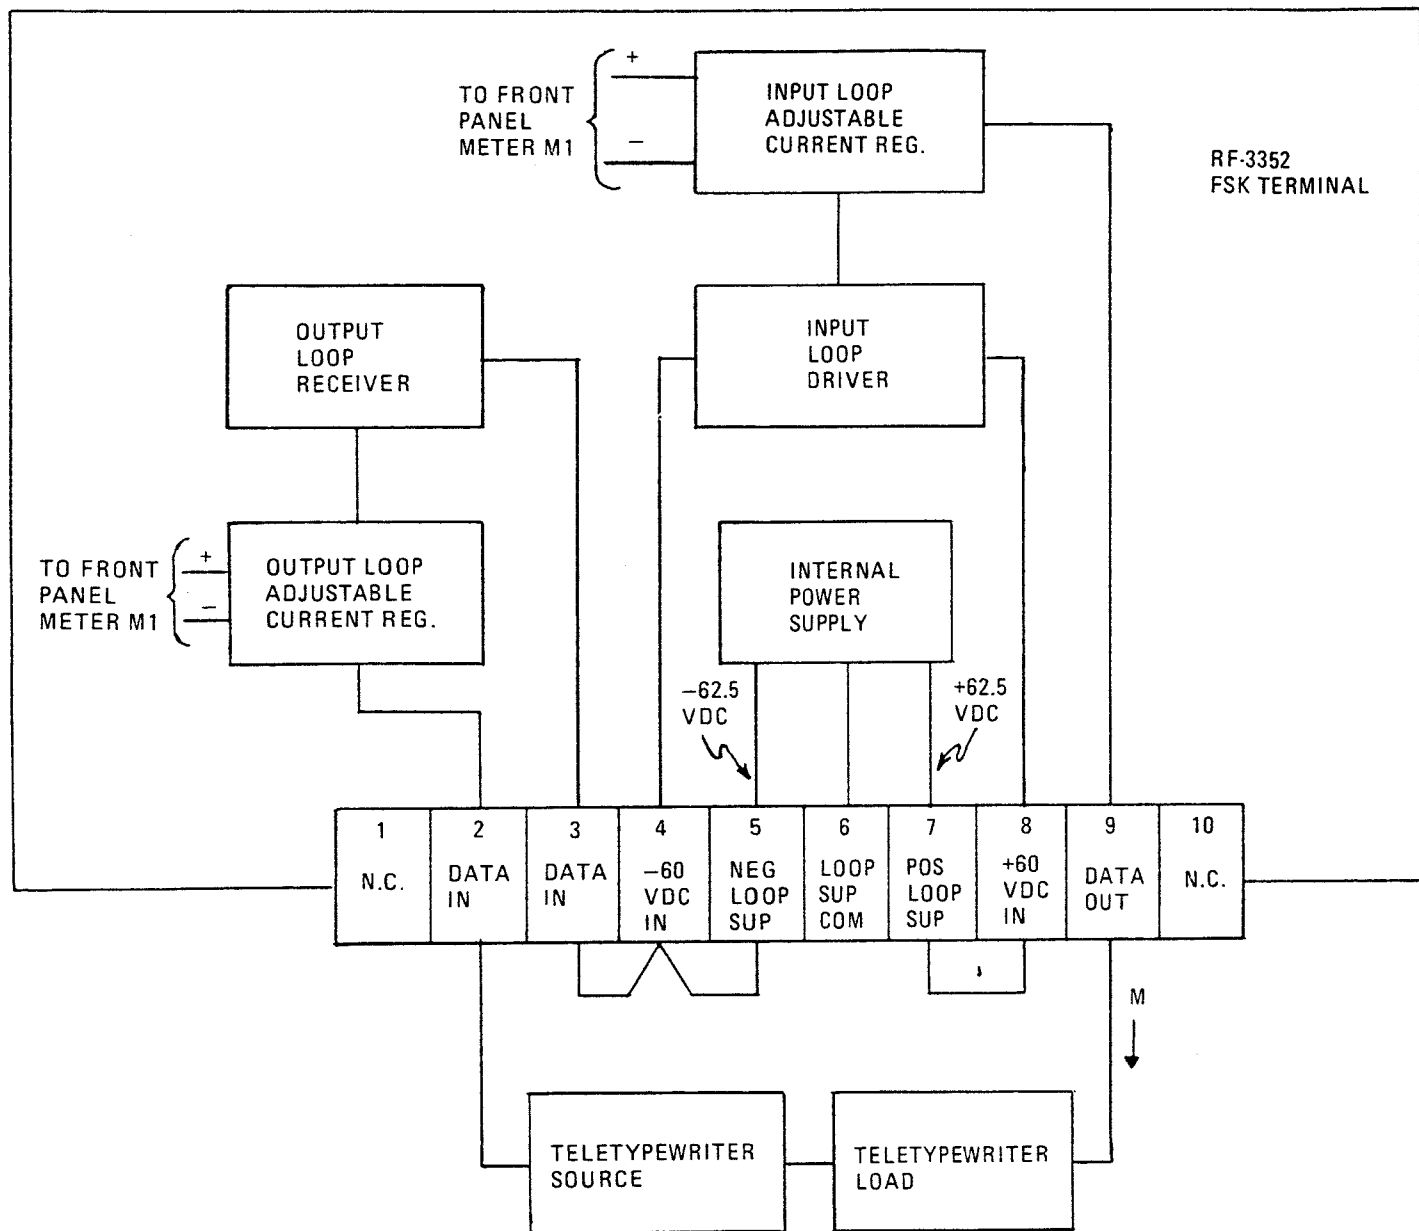 TO FRONT
PANEL
METER M1
+
−
INPUT LOOP
ADJUSTABLE
CURRENT REG.
RF-3352
FSK TERMINAL
OUTPUT
LOOP
RECEIVER
INPUT
LOOP
DRIVER
TO FRONT
PANEL
METER M1
+
−
OUTPUT LOOP
ADJUSTABLE
CURRENT REG.
INTERNAL
POWER
SUPPLY
−62.5
VDC
+62.5
VDC
1
N.C.
2
DATA
IN
3
DATA
IN
4
−60
VDC
IN
5
NEG
LOOP
SUP
6
LOOP
SUP
COM
7
POS
LOOP
SUP
8
+60
VDC
IN
9
DATA
OUT
10
N.C.
M
TELETYPEWRITER
SOURCE
TELETYPEWRITER
LOAD